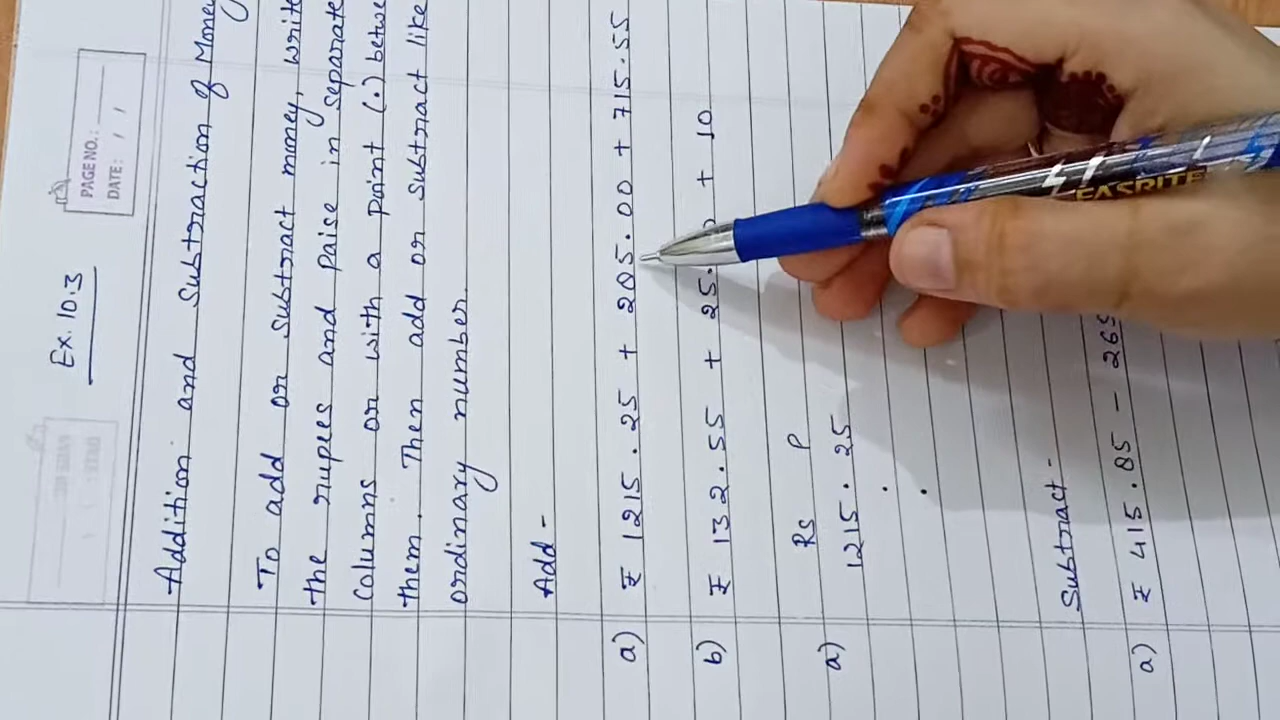 PAGE NO.:
DATE: / /
Ex. 10.3
Addition and Subtraction of Money
To add or subtract money, write
the rupees and paise in separate
columns or with a point (.) betwe
them. Then add or subtract like
ordinary number.
Add -
a) ₹ 1215.25 + 205.00 + 715.55
b) ₹ 132.55 + 25. + 10
Rs P
a) 1215.25
. 
.
Subtract -
a) ₹ 415.85 - 265
EASRITE